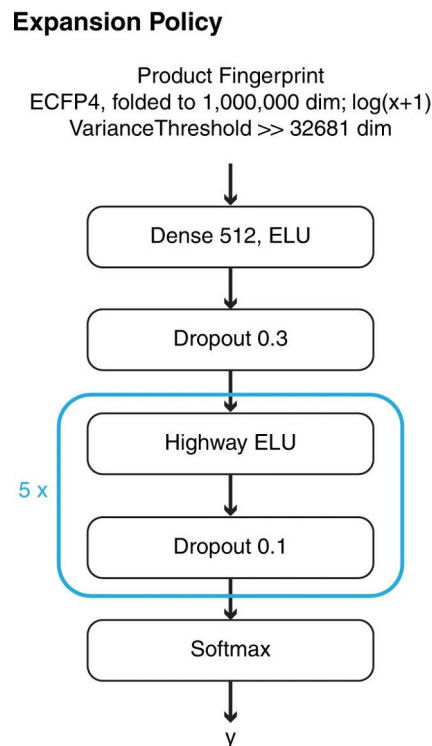 Expansion Policy
Product Fingerprint
ECFP4, folded to 1,000,000 dim; log(x+1)
VarianceThreshold >> 32681 dim
Dense 512, ELU
Dropout 0.3
Highway ELU
5 x
Dropout 0.1
Softmax
y